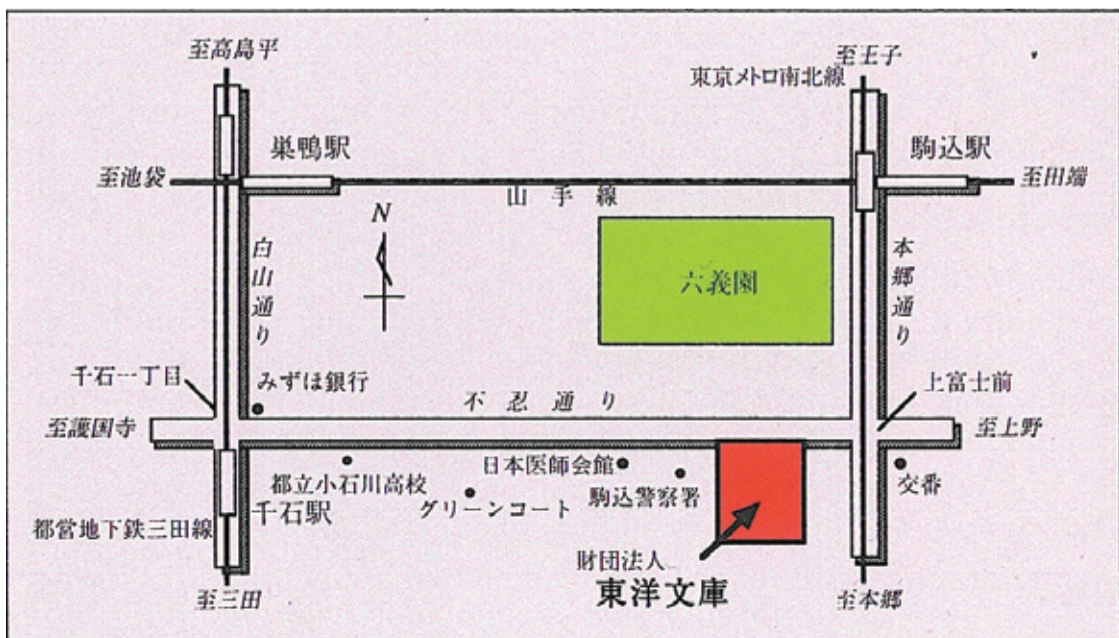 至高島平
至王子
東京メトロ南北線
巣鴨駅
駒込駅
至池袋
山手線
至田端
N
白山通り
六義園
本郷通り
千石一丁目
みずほ銀行
不忍通り
上富士前
至護国寺
至上野
日本医師会館
都立小石川高校
駒込警察署
交番
千石駅
グリーンコート
都営地下鉄三田線
財団法人
東洋文庫
至三田
至本郷